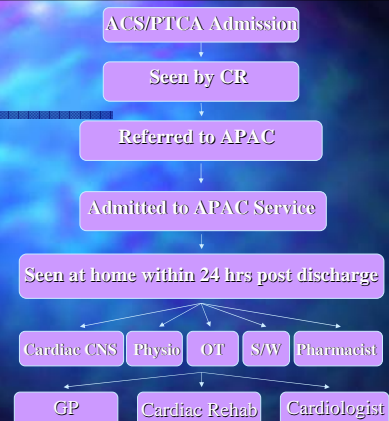 ACS/PTCA Admission
Seen by CR
Referred to APAC
Admitted to APAC Service
Seen at home within 24 hrs post discharge
Cardiac CNS Physio OT S/W Pharmacist
GP Cardiac Rehab Cardiologist